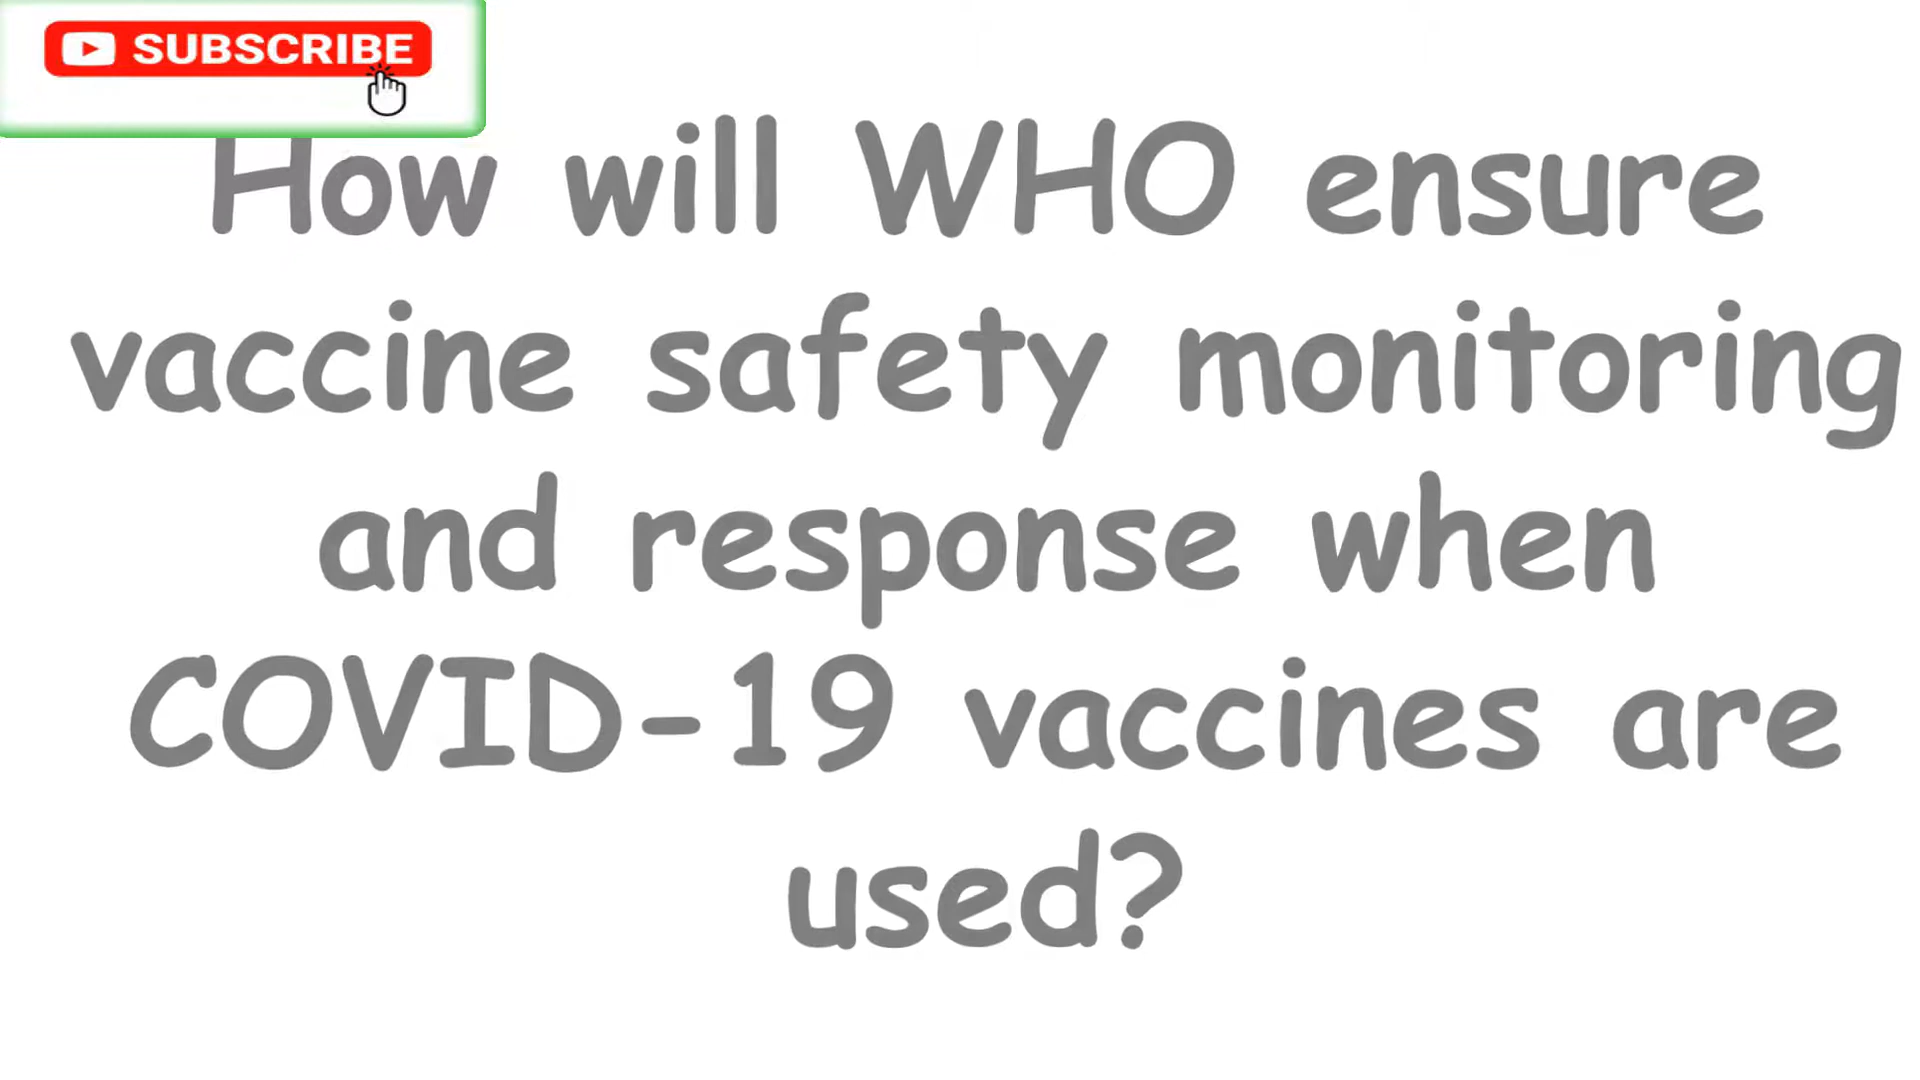 SUBSCRIBE
How will WHO ensure
vaccine safety monitoring
and response when
COVID-19 vaccines are
used?